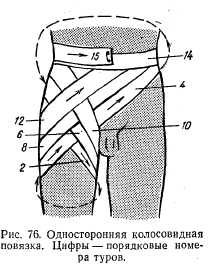 15
14
4
12
6
10
8
2
Рис. 76. Односторонняя колосовидная
повязка. Цифры — порядковые номе-
ра туров.